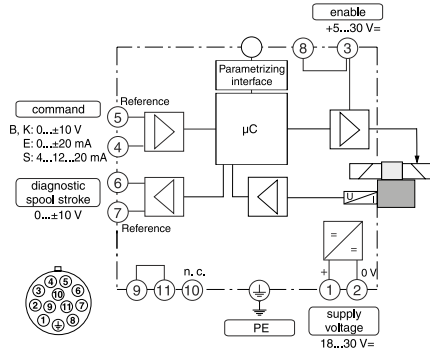 enable
+5...30 V=
8
3
Parametrizing
interface
command
Reference
B, K: 0...±10 V
E: 0...±20 mA
S: 4...12...20 mA
5
4
µC
diagnostic
spool stroke
0...±10 V
6
7
Reference
U
I
=
=
n. c.
+
0 V
9
11
10
1
2
PE
supply
voltage
18...30 V=
4
5
3
10
6
2
9
11
7
1
8